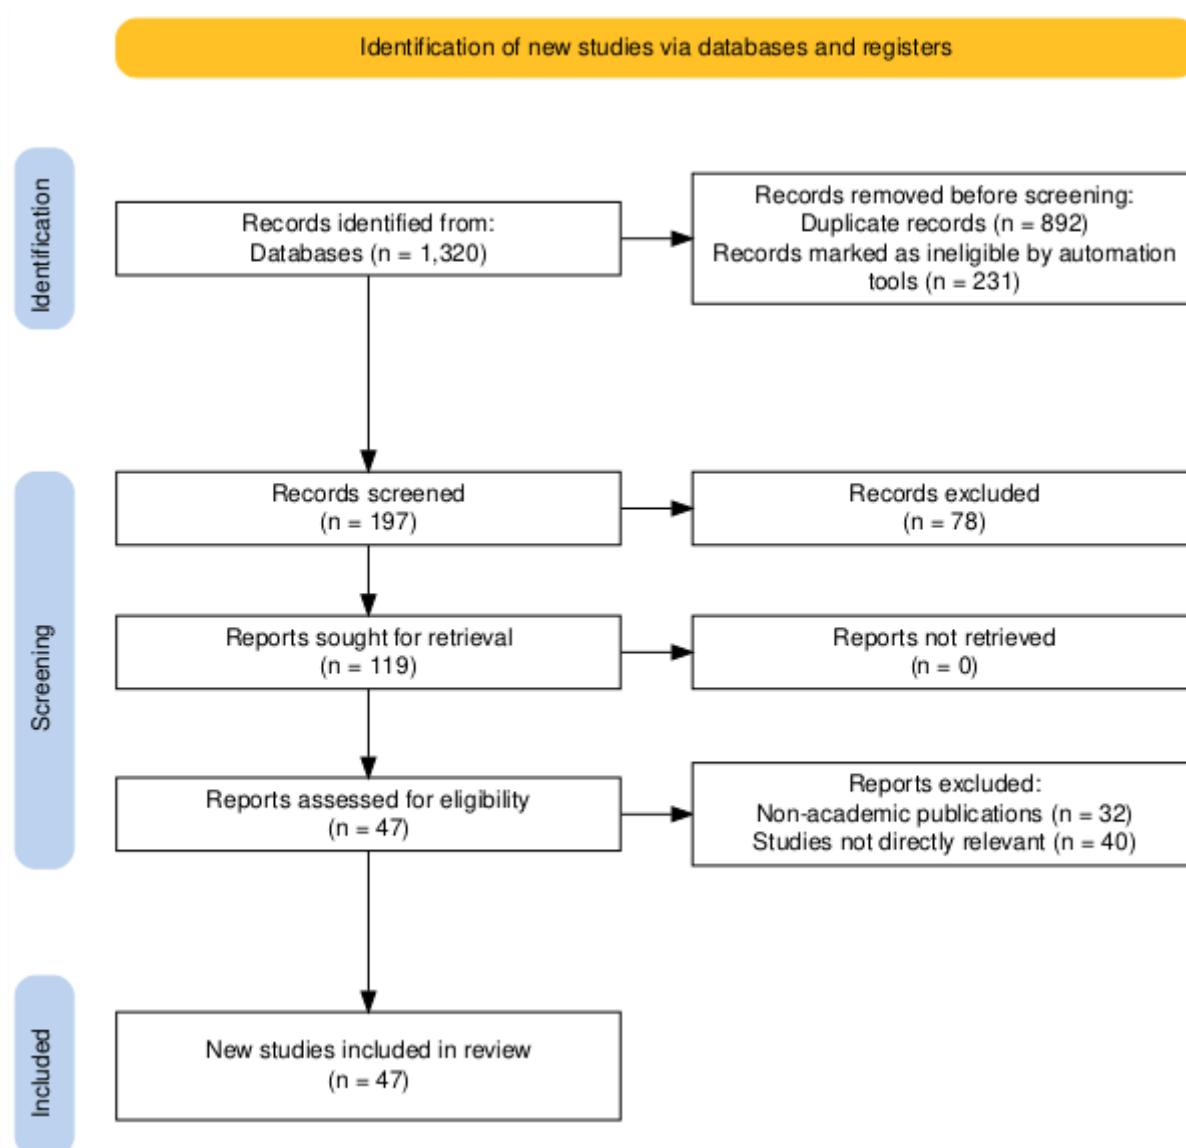 Identification of new studies via databases and registers
Identification
Records identified from:
Databases (n = 1,320)
Records removed before screening:
Duplicate records (n = 892)
Records marked as ineligible by automation
tools (n = 231)
Screening
Records screened
(n = 197)
Records excluded
(n = 78)
Reports sought for retrieval
(n = 119)
Reports not retrieved
(n = 0)
Reports assessed for eligibility
(n = 47)
Reports excluded:
Non-academic publications (n = 32)
Studies not directly relevant (n = 40)
Included
New studies included in review
(n = 47)